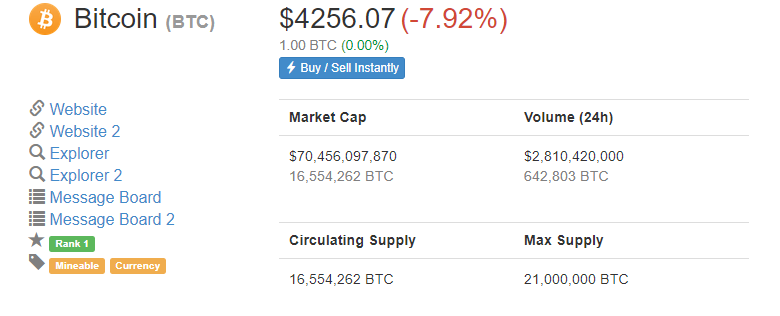 Bitcoin (BTC)
$4256.07 (-7.92%)
1.00 BTC (0.00%)
Buy / Sell Instantly
Website
Website 2
Explorer
Explorer 2
Message Board
Message Board 2
Rank 1
Mineable Currency
Market Cap Volume (24h)
$70,456,097,870 $2,810,420,000
16,554,262 BTC 642,803 BTC
Circulating Supply Max Supply
16,554,262 BTC 21,000,000 BTC